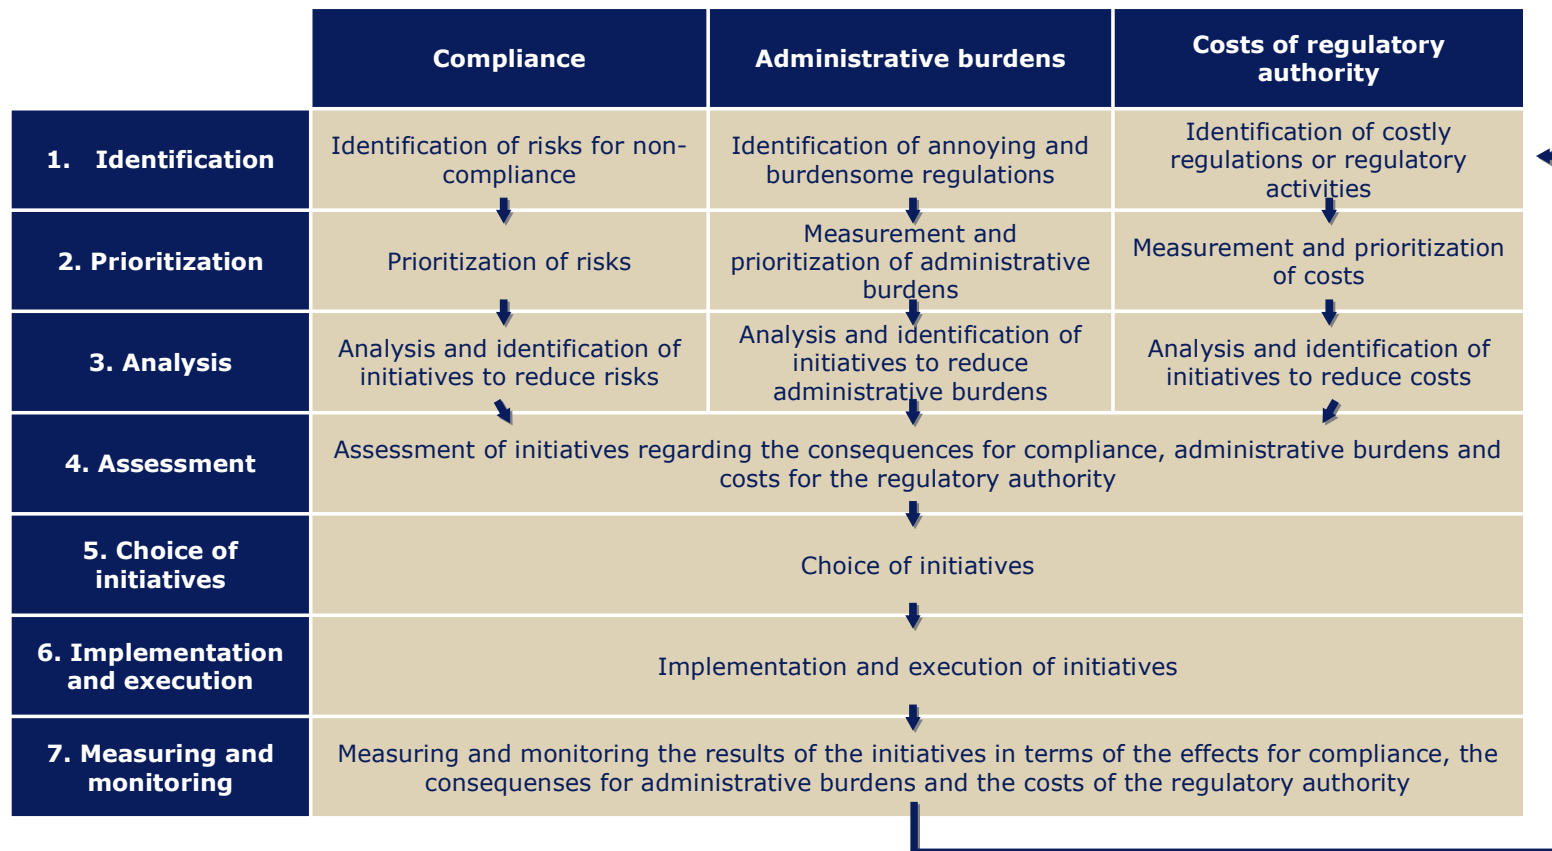 Compliance
Administrative burdens
Costs of regulatory
authority
1. Identification
Identification of risks for non-
compliance
Identification of annoying and
burdensome regulations
Identification of costly
regulations or regulatory
activities
2. Prioritization
Prioritization of risks
Measurement and
prioritization of administrative
burdens
Measurement and prioritization
of costs
3. Analysis
Analysis and identification of
initiatives to reduce risks
Analysis and identification of
initiatives to reduce
administrative burdens
Analysis and identification of
initiatives to reduce costs
4. Assessment
Assessment of initiatives regarding the consequences for compliance, administrative burdens and
costs for the regulatory authority
5. Choice of
initiatives
Choice of initiatives
6. Implementation
and execution
Implementation and execution of initiatives
7. Measuring and
monitoring
Measuring and monitoring the results of the initiatives in terms of the effects for compliance, the
consequenses for administrative burdens and the costs of the regulatory authority